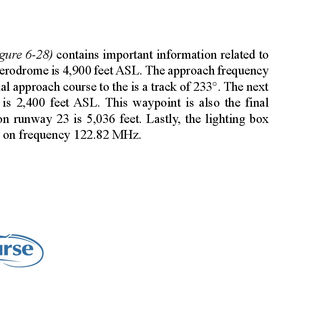 gure 6-28) contains important information related to
erodrome is 4,900 feet ASL. The approach frequency
al approach course to the is a track of 233°. The next
is 2,400 feet ASL. This waypoint is also the final
on runway 23 is 5,036 feet. Lastly, the lighting box
on frequency 122.82 MHz.
urse